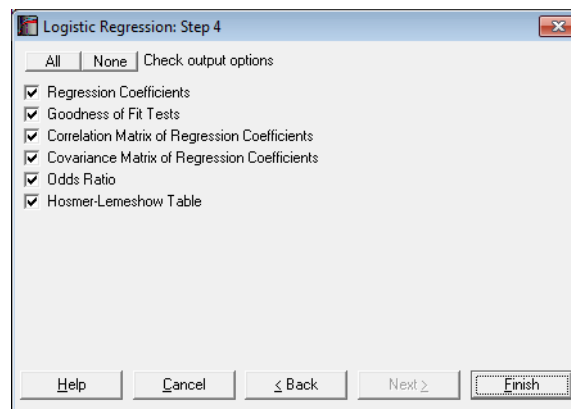 Logistic Regression: Step 4
All None Check output options
Regression Coefficients
Goodness of Fit Tests
Correlation Matrix of Regression Coefficients
Covariance Matrix of Regression Coefficients
Odds Ratio
Hosmer-Lemeshow Table
Help Cancel < Back Next > Finish